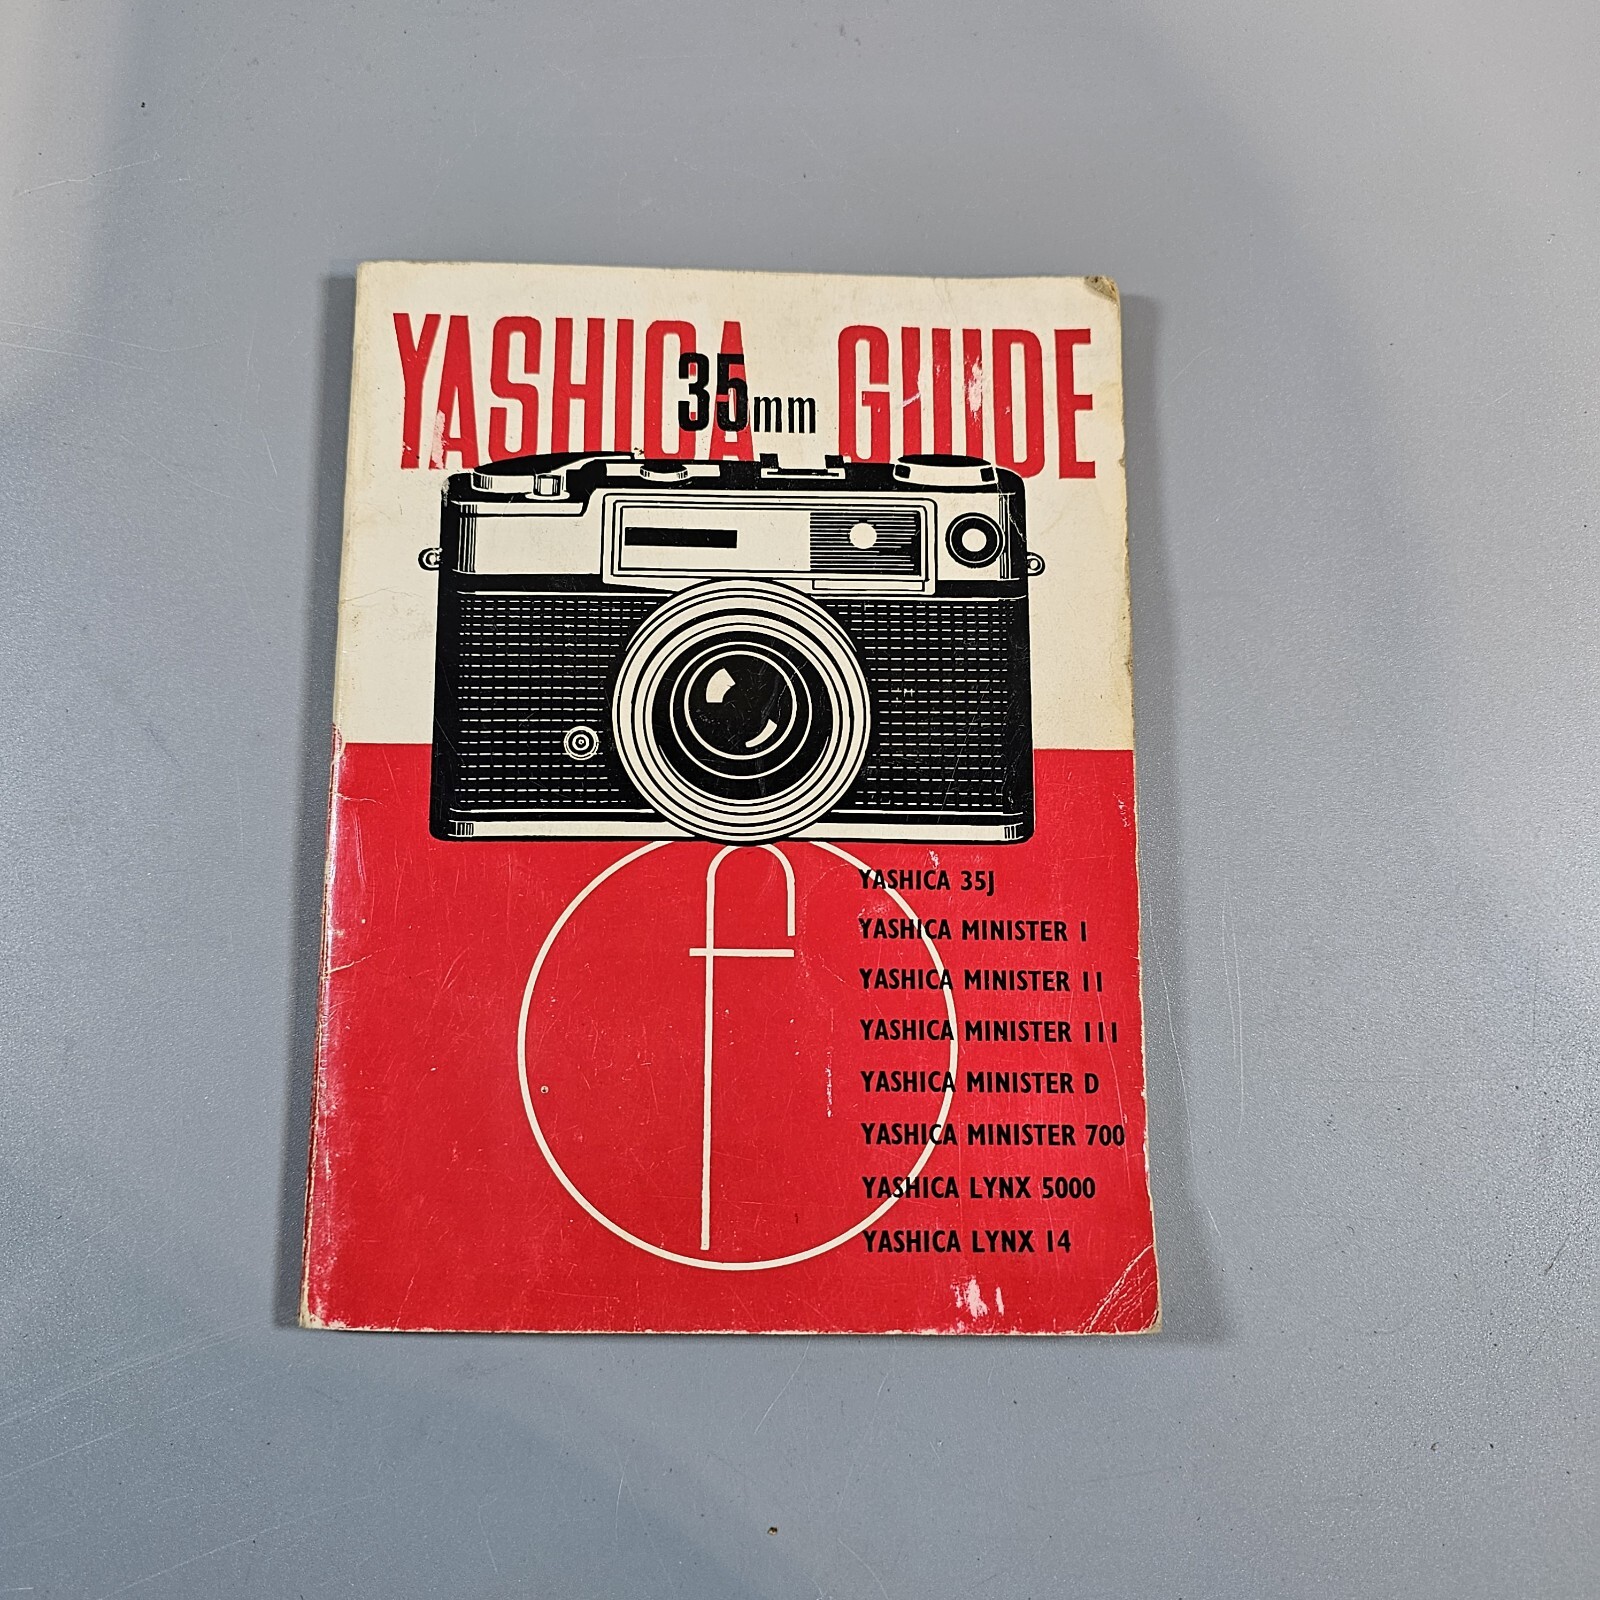 YASHICA 35mm GUIDE
f
YASHICA 35J
YASHICA MINISTER I
YASHICA MINISTER II
YASHICA MINISTER III
YASHICA MINISTER D
YASHICA MINISTER 700
YASHICA LYNX 5000
YASHICA LYNX 14